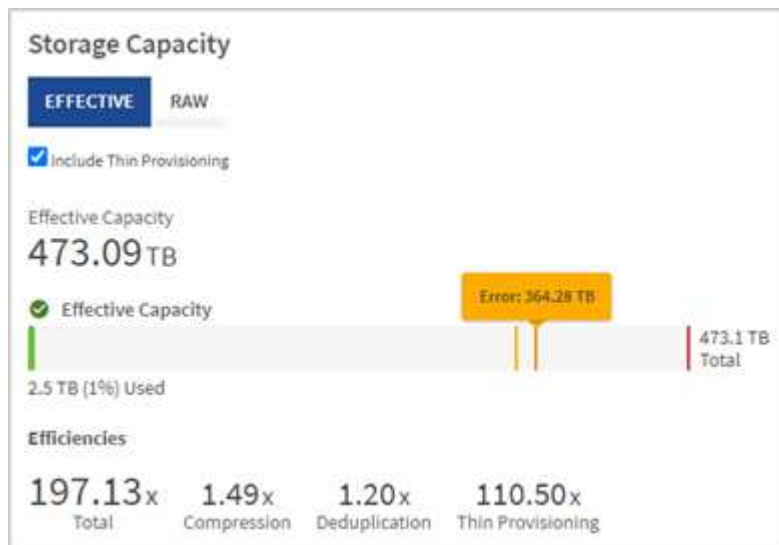 Storage Capacity
EFFECTIVE RAW
Include Thin Provisioning
Effective Capacity
473.09 TB
Error: 364.28 TB
Effective Capacity
473.1 TB
Total
2.5 TB (1%) Used
Efficiencies
197.13x 1.49x 1.20x 110.50x
Total Compression Deduplication Thin Provisioning